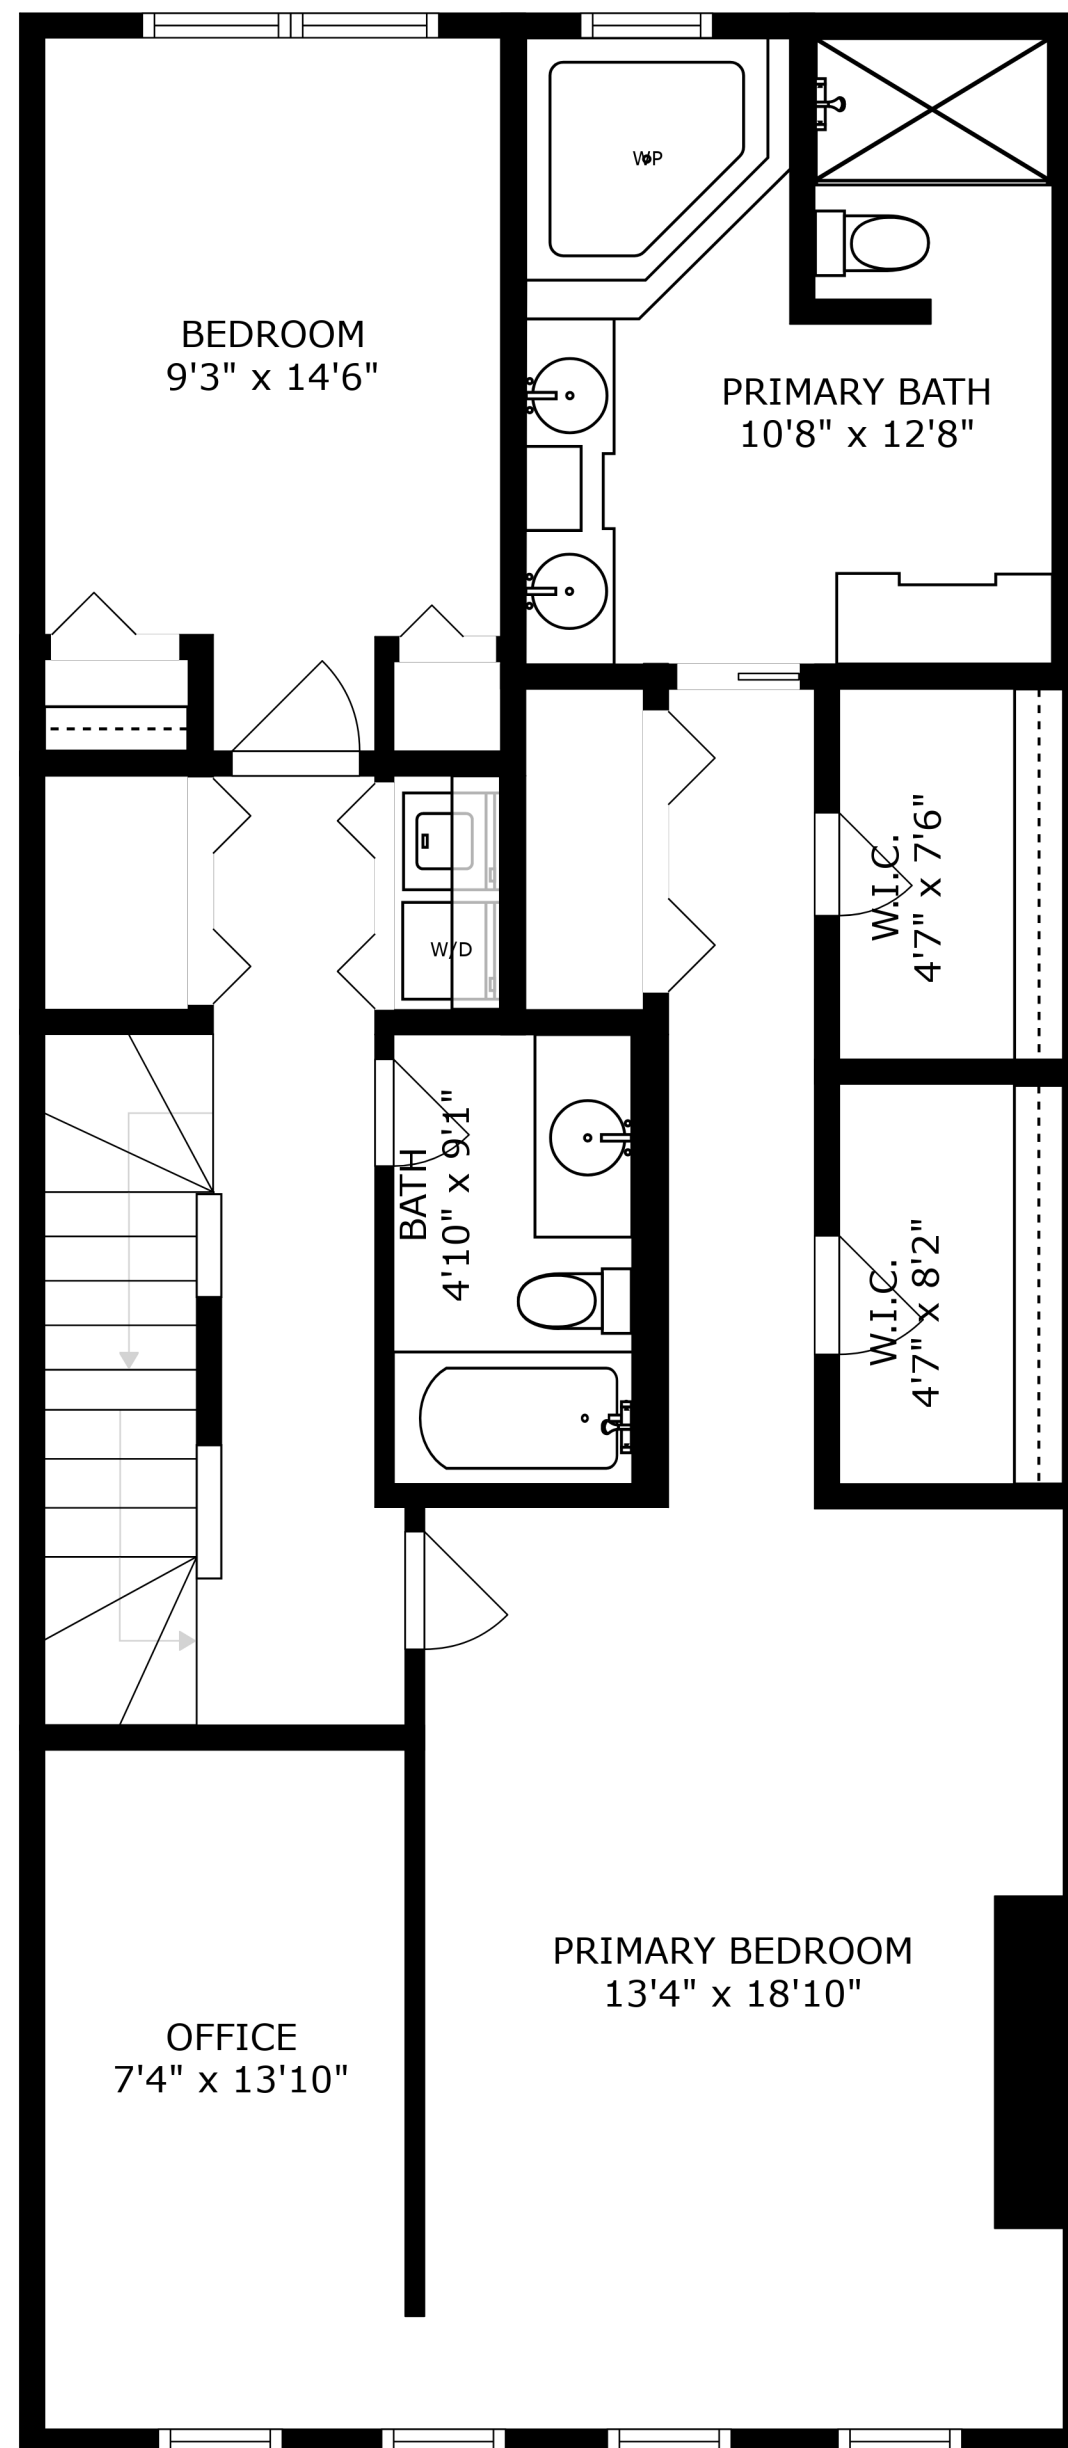 WP
BEDROOM
9'3" x 14'6"
PRIMARY BATH
10'8" x 12'8"
W.I.C.
4'7" x 7'6"
W/D
BATH
4'10" x 9'1"
W.I.C.
4'7" x 8'2"
PRIMARY BEDROOM
13'4" x 18'10"
OFFICE
7'4" x 13'10"